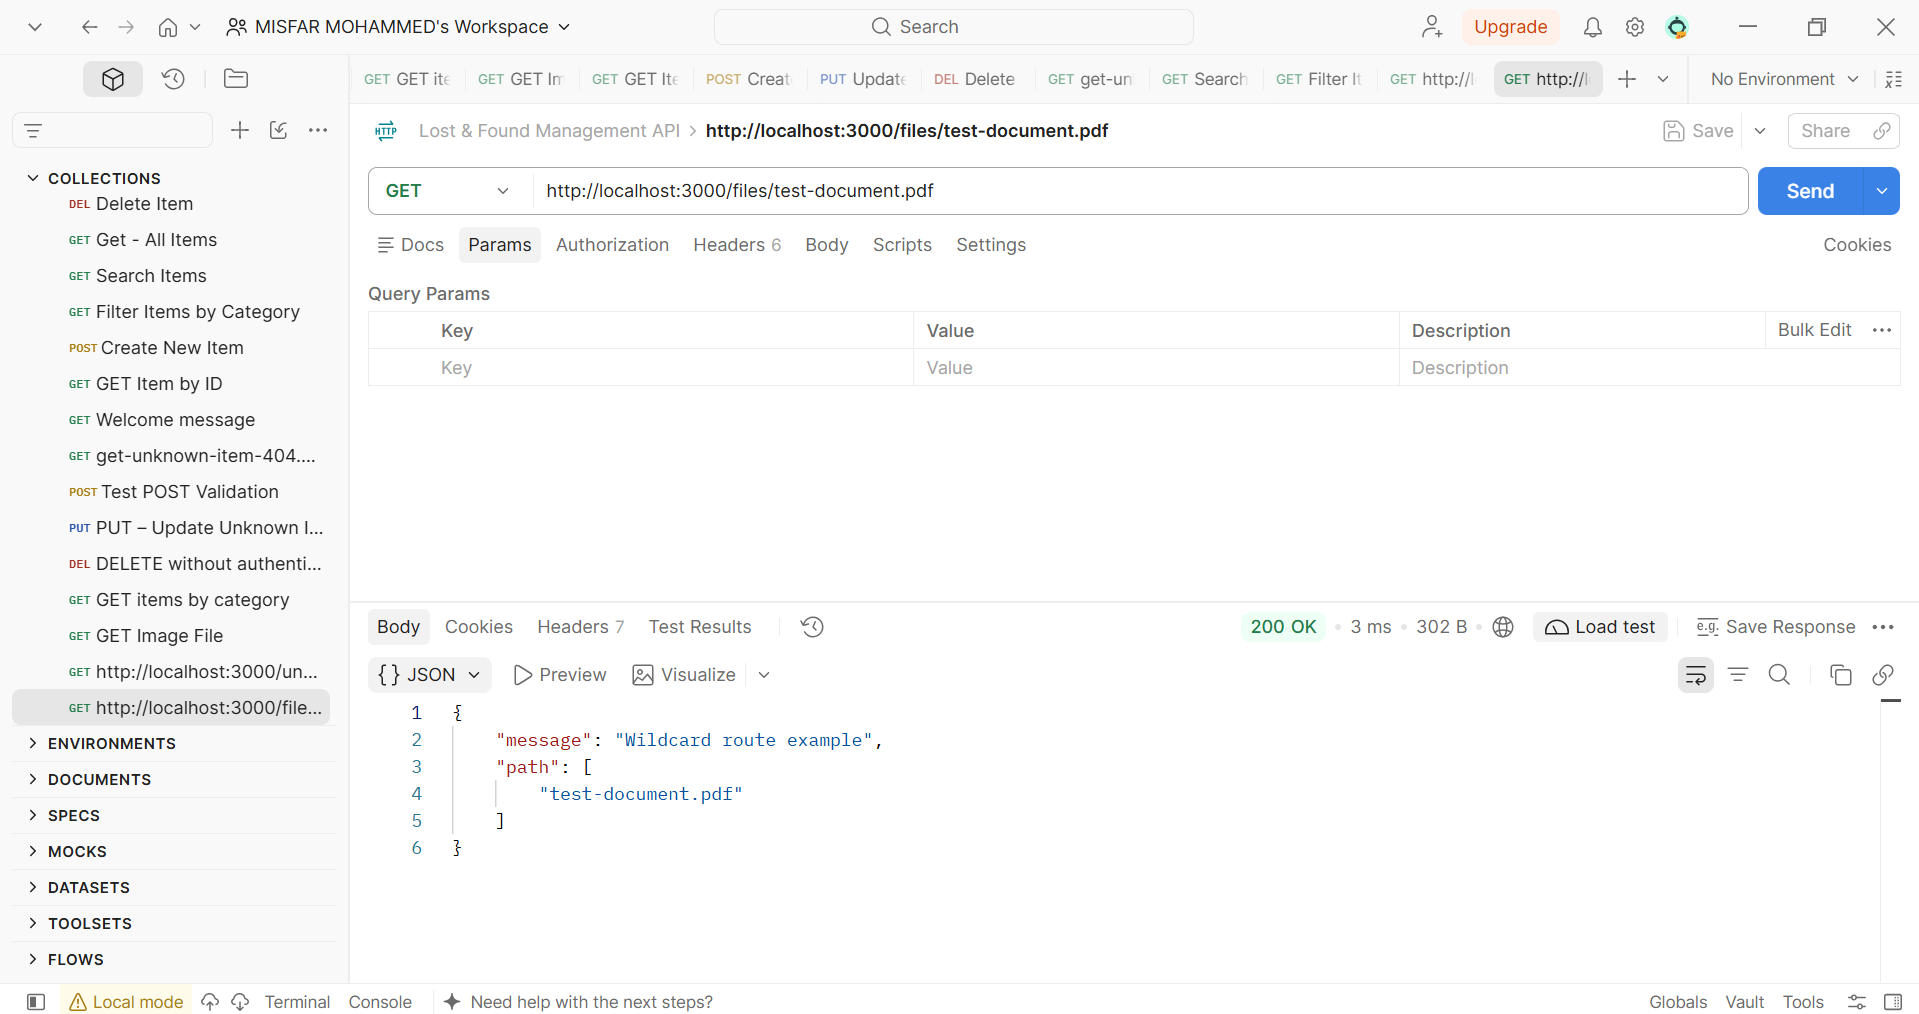 MISFAR MOHAMMED's Workspace
Search
Upgrade
GET GET ite
GET GET Im
GET GET Ite
POST Creat
PUT Update
DEL Delete
GET get-un
GET Search
GET Filter It
GET http://l
GET http://l
No Environment
HTTP Lost & Found Management API > http://localhost:3000/files/test-document.pdf
Save
Share
COLLECTIONS
DEL Delete Item
GET Get - All Items
GET Search Items
GET Filter Items by Category
POST Create New Item
GET GET Item by ID
GET Welcome message
GET get-unknown-item-404....
POST Test POST Validation
PUT PUT – Update Unknown I...
DEL DELETE without authenti...
GET GET items by category
GET GET Image File
GET http://localhost:3000/un...
GET http://localhost:3000/file...
ENVIRONMENTS
DOCUMENTS
SPECS
MOCKS
DATASETS
TOOLSETS
FLOWS
GET http://localhost:3000/files/test-document.pdf
Send
Docs Params Authorization Headers 6 Body Scripts Settings
Cookies
Query Params
Key Value Description Bulk Edit
Key Value Description
Body Cookies Headers 7 Test Results
200 OK • 3 ms • 302 B •
Load test
e.g. Save Response
{} JSON Preview Visualize
1 {
2 "message": "Wildcard route example",
3 "path": [
4 "test-document.pdf"
5 ]
6 }
Local mode
Terminal Console
Need help with the next steps?
Globals Vault Tools